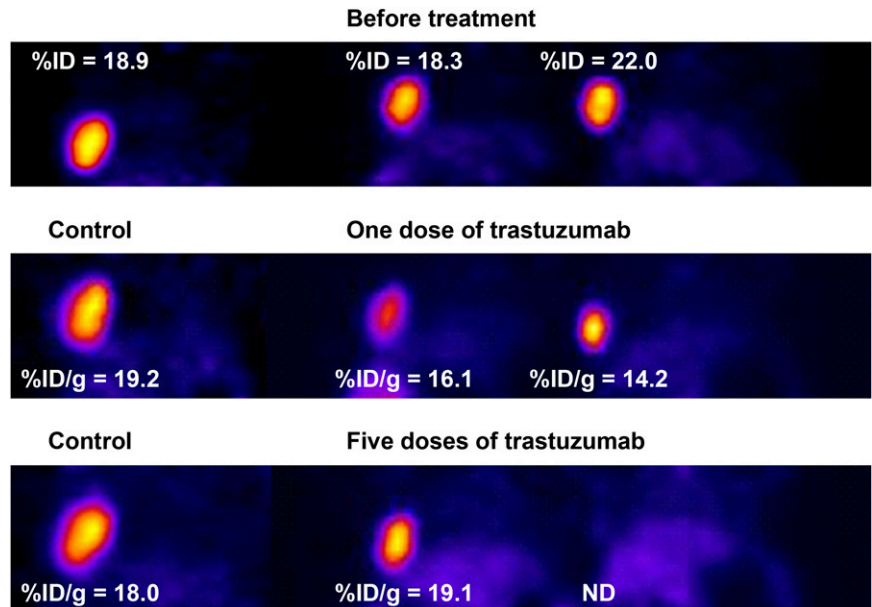 Before treatment
%ID = 18.9 %ID = 18.3 %ID = 22.0
Control One dose of trastuzumab
%ID/g = 19.2 %ID/g = 16.1 %ID/g = 14.2
Control Five doses of trastuzumab
%ID/g = 18.0 %ID/g = 19.1 ND